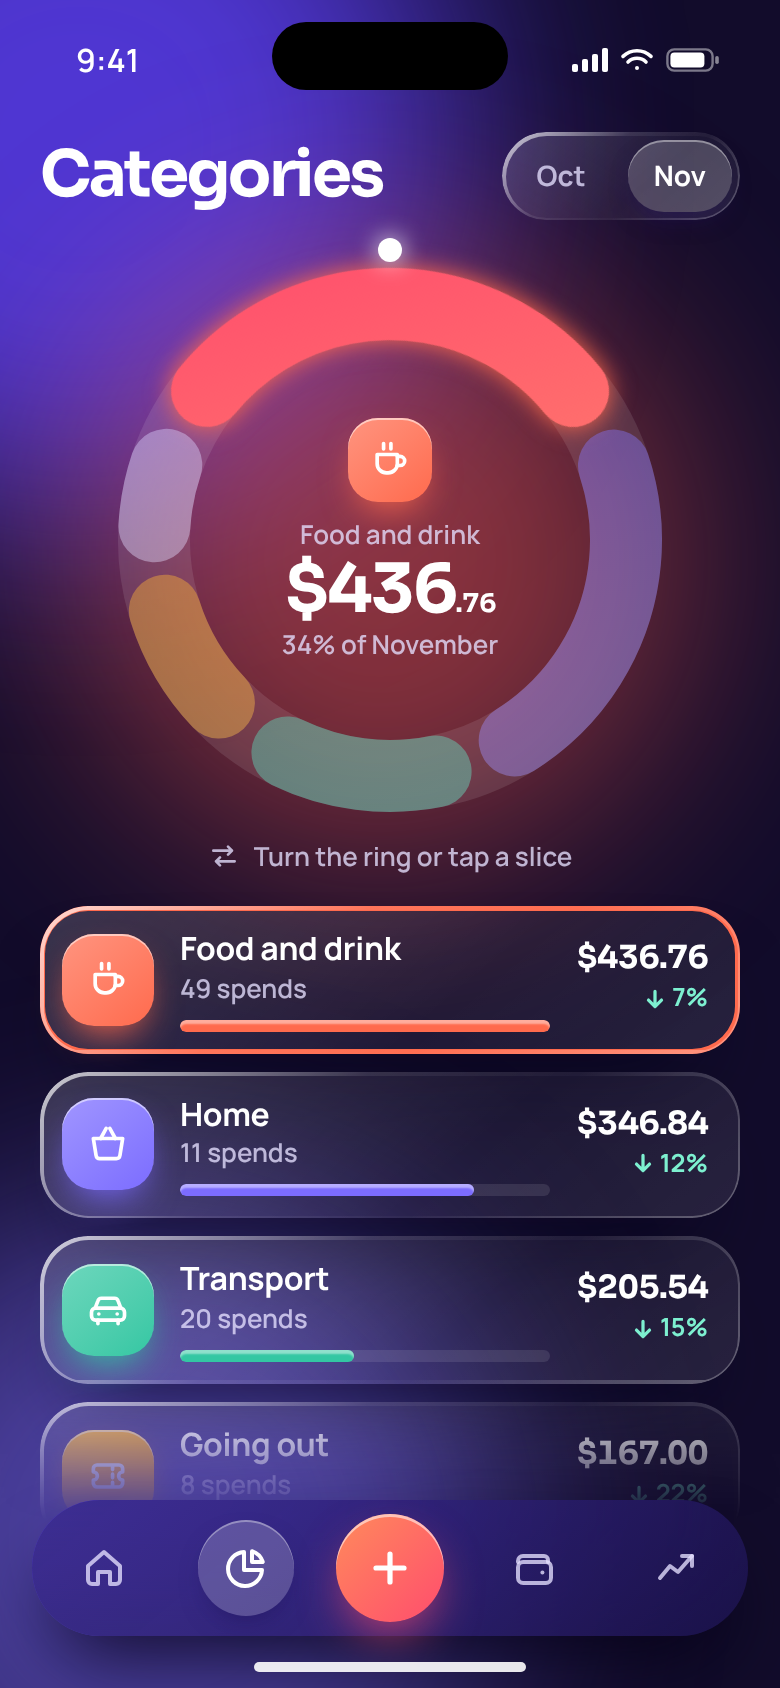 9:41
Categories
Oct
Nov
Food and drink
$436.76
34% of November
Turn the ring or tap a slice
Food and drink
49 spends
$436.76
↓ 7%
Home
11 spends
$346.84
↓ 12%
Transport
20 spends
$205.54
↓ 15%
Going out
8 spends
$167.00
↓ 22%